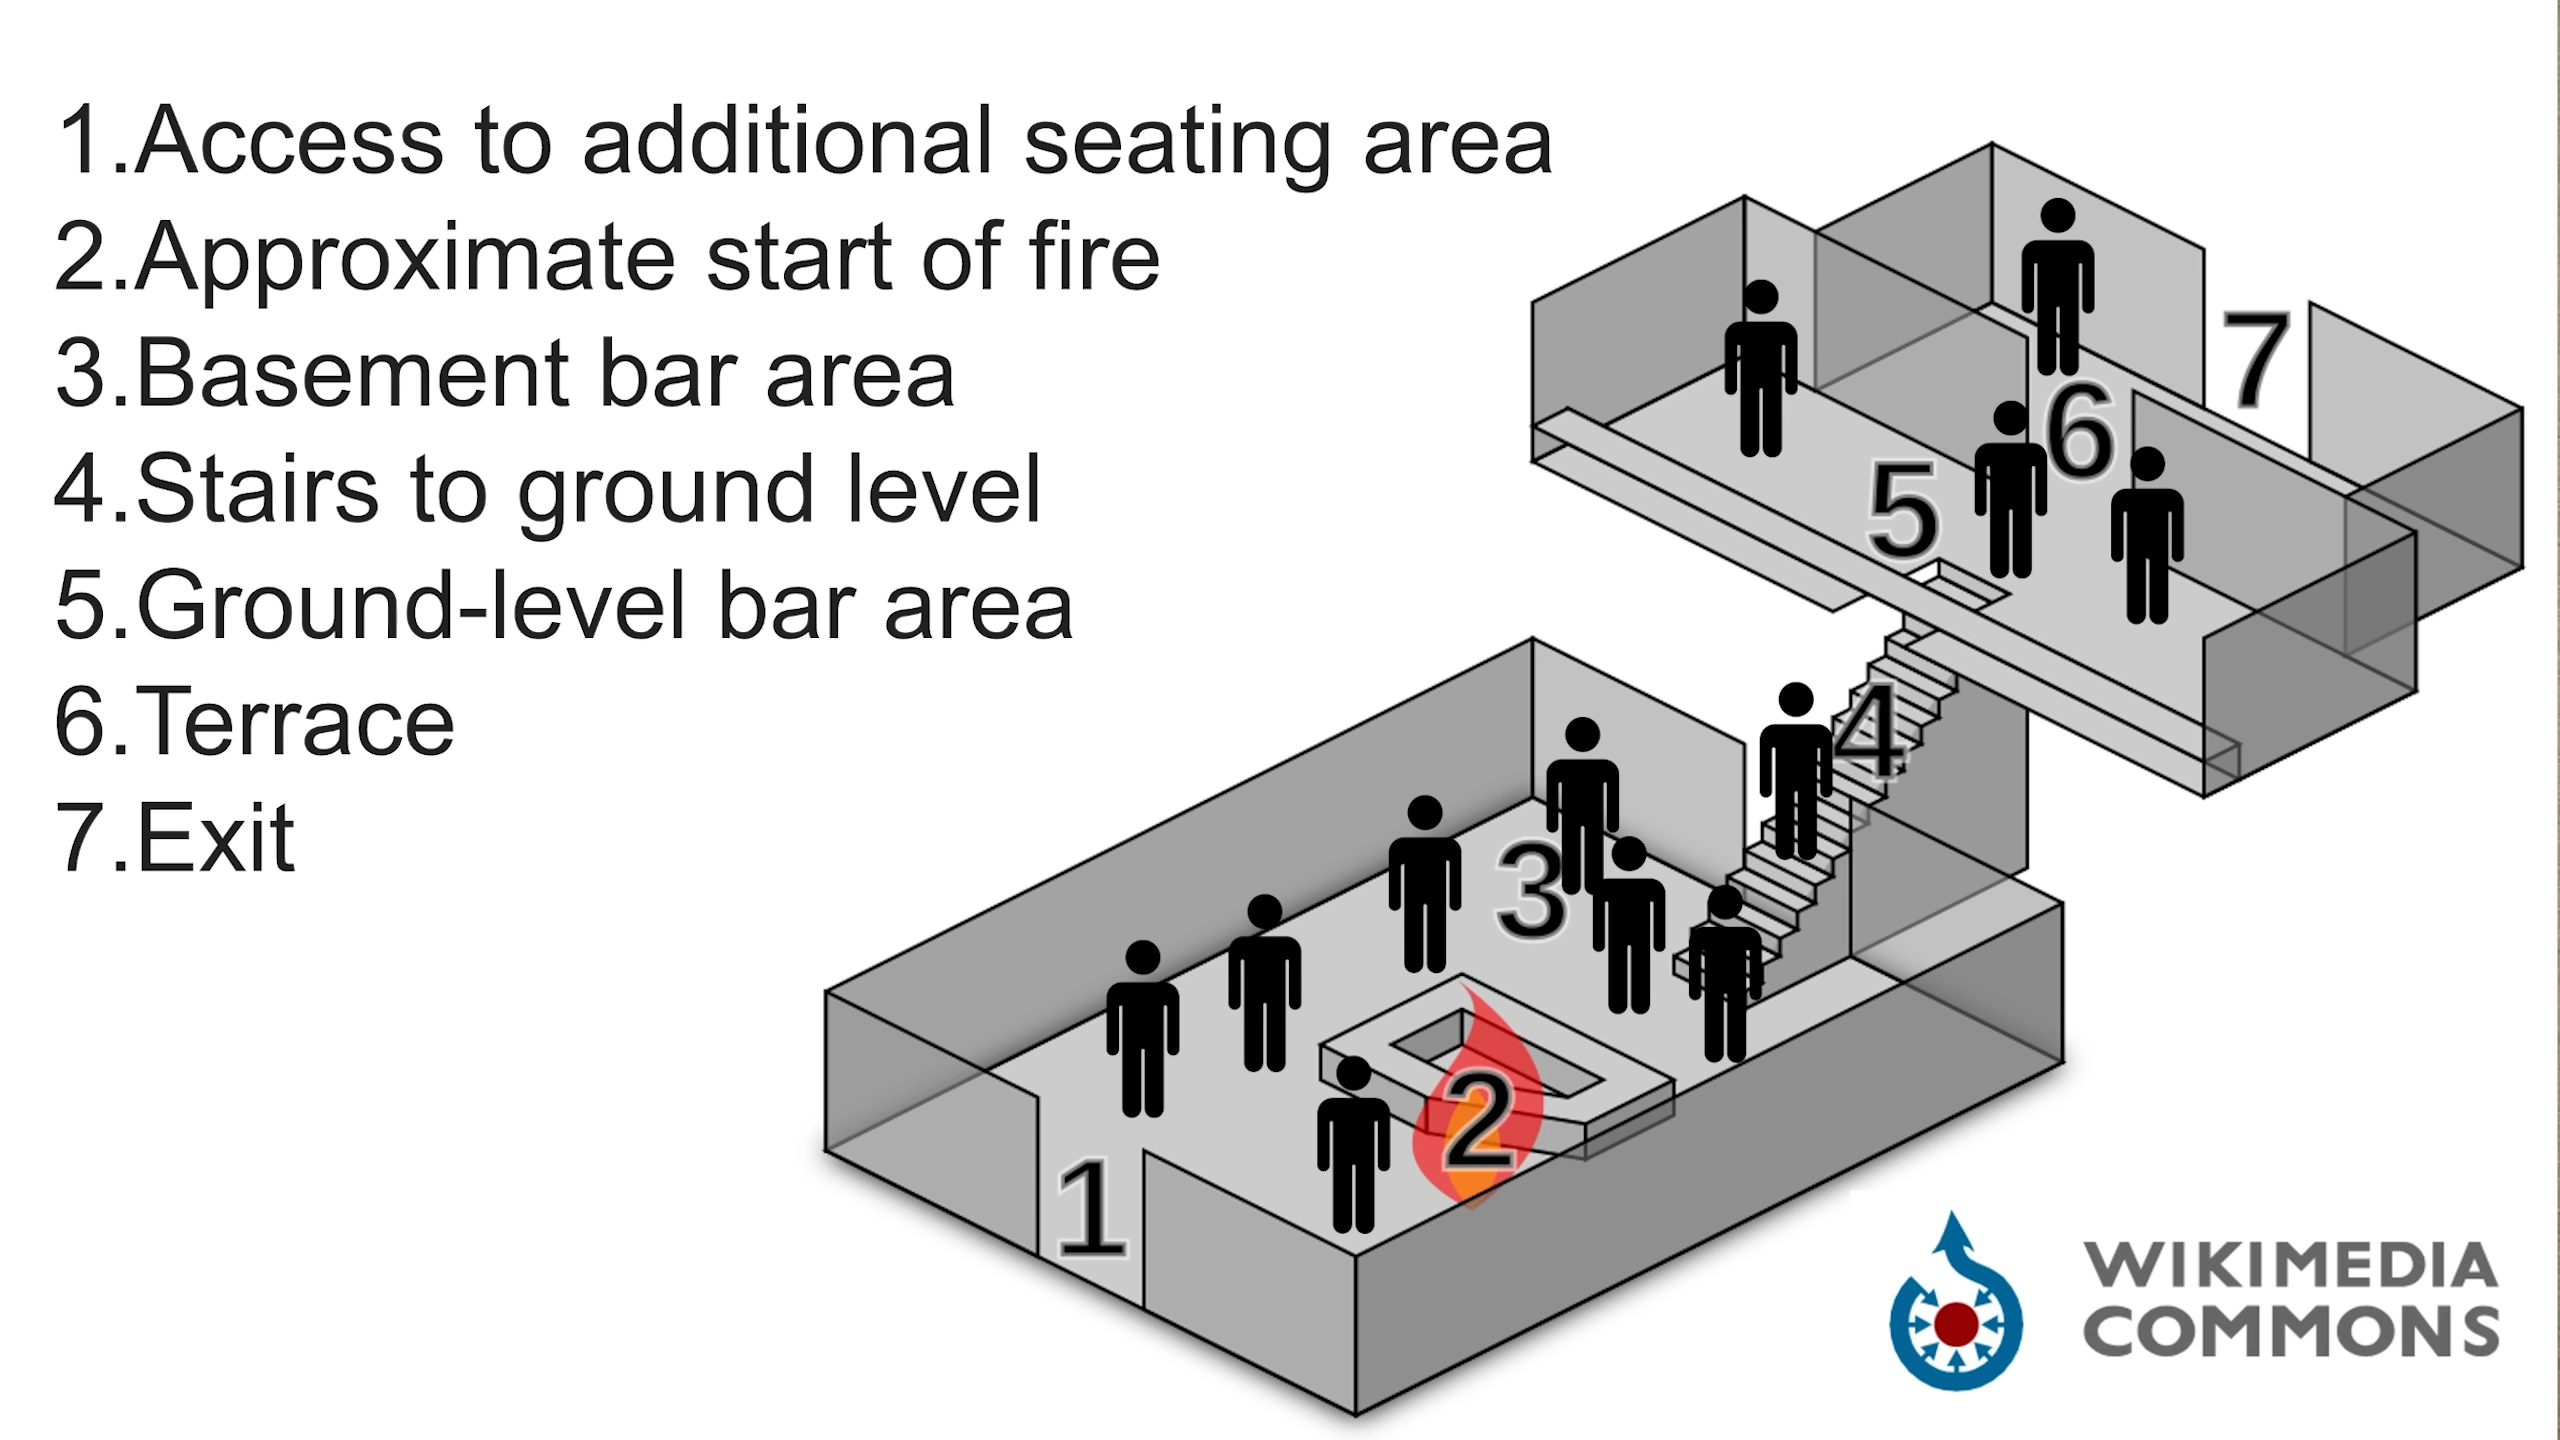 1.Access to additional seating area
2.Approximate start of fire
3.Basement bar area
4.Stairs to ground level
5.Ground-level bar area
6.Terrace
7.Exit
7
6
5
4
3
2
1
WIKIMEDIA
COMMONS